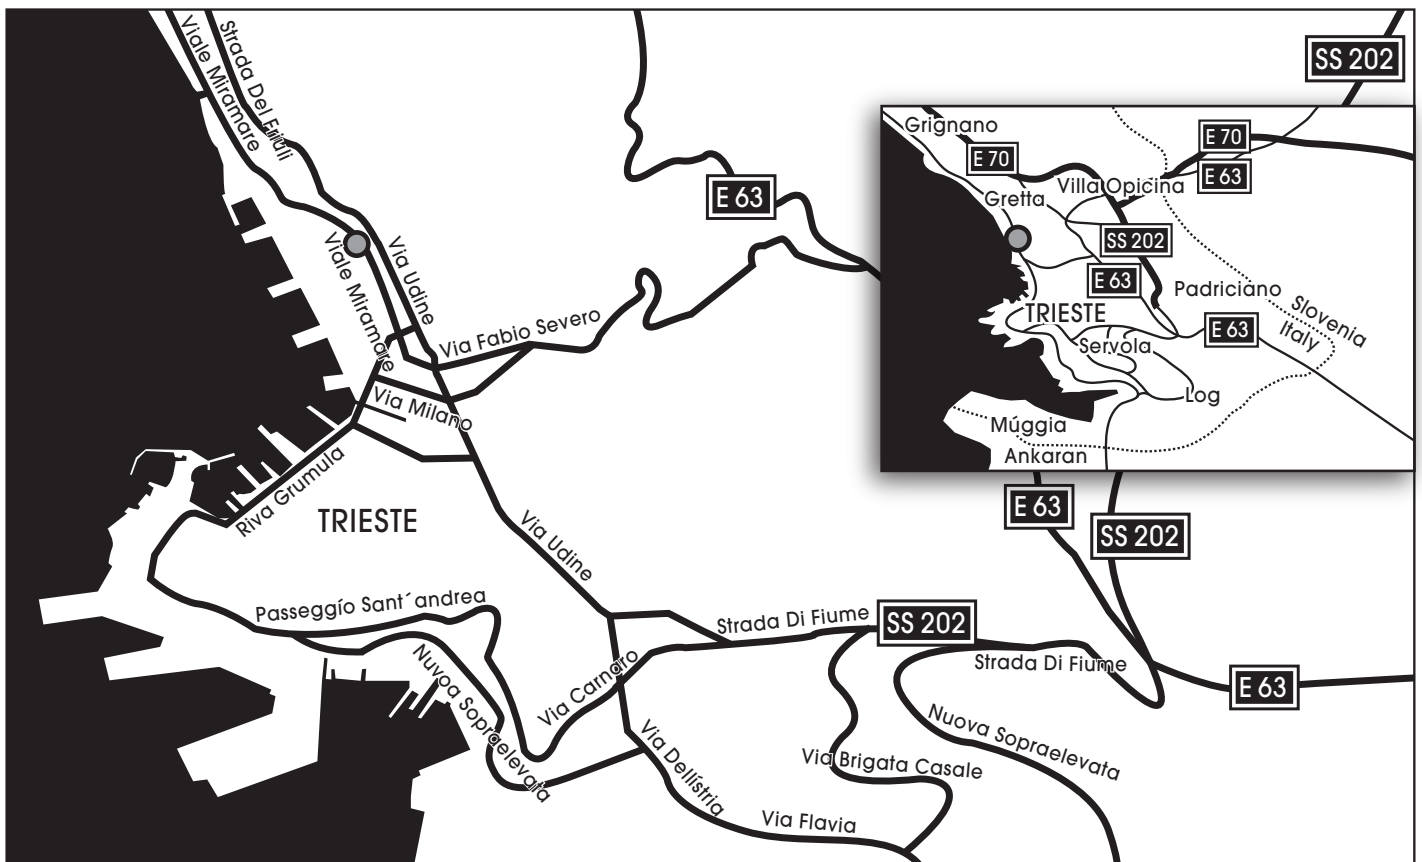 Viale Miramare
Strada Del Friuli
SS 202
E 63
Viale Miramare
Via Udine
Via Fabio Severo
Via Milano
Riva Grumula
TRIESTE
Via Udine
Passeggío Sant´andrea
Nuvoa Sopraelevata
Via Carnaro
Strada Di Fiume
SS 202
Strada Di Fiume
E 63
SS 202
E 63
Via Dellístria
Via Flavia
Via Brigata Casale
Nuova Sopraelevata
Grignano
E 70
E 70
E 63
Villa Opicina
Gretta
SS 202
E 63
Padriciano
TRIESTE
E 63
Slovenia
Italy
Servola
Log
Múggia
Ankaran